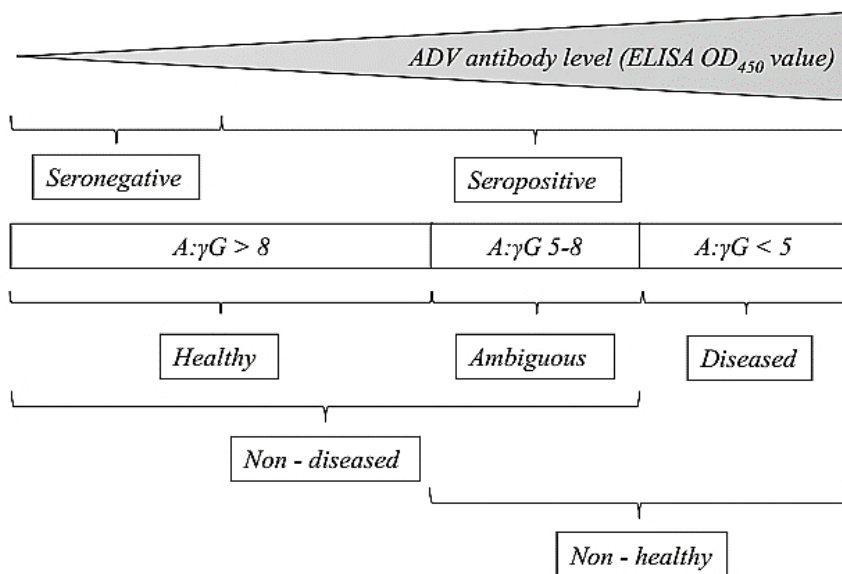 ADV antibody level (ELISA OD450 value)
Seronegative
Seropositive
A:γG > 8
A:γG 5-8
A:γG < 5
Healthy
Ambiguous
Diseased
Non - diseased
Non - healthy